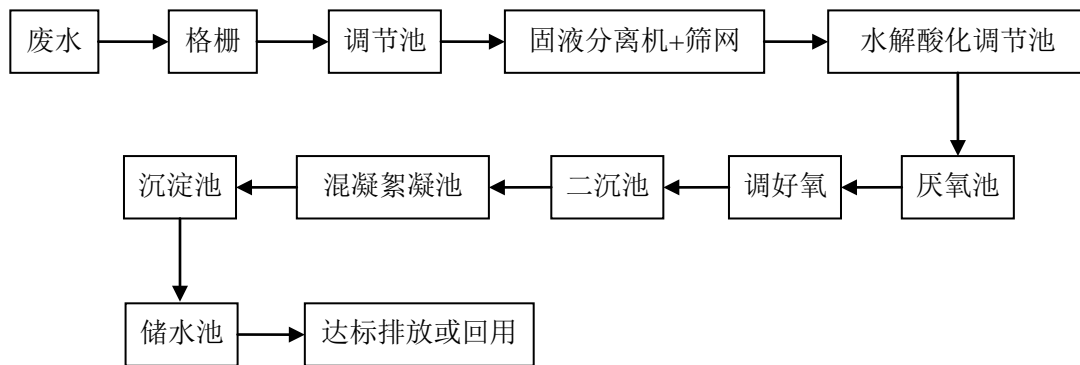 废水
格栅
调节池
固液分离机+筛网
水解酸化调节池
厌氧池
调好氧
二沉池
混凝絮凝池
沉淀池
储水池
达标排放或回用